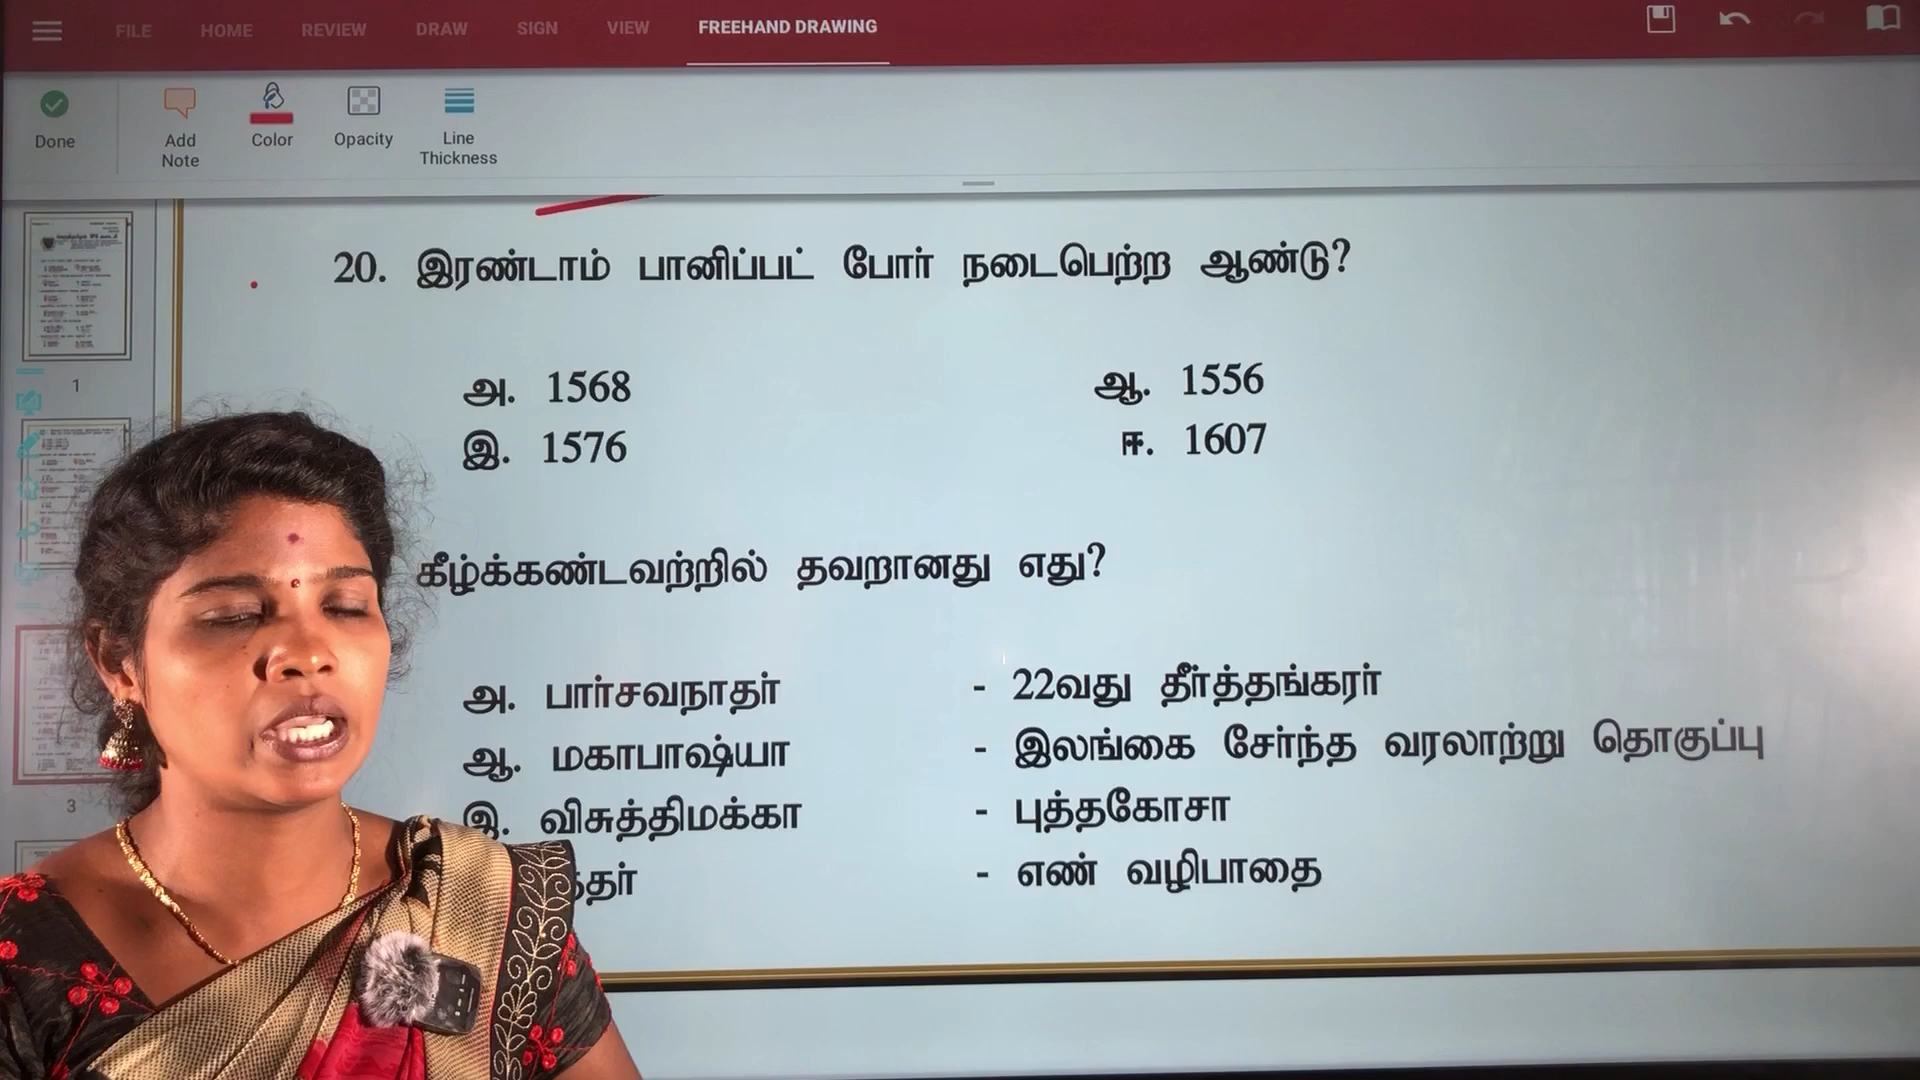 FILE HOME REVIEW DRAW SIGN VIEW FREEHAND DRAWING
Done Add Note Color Opacity Line Thickness
20. இரண்டாம் பானிப்பட் போர் நடைபெற்ற ஆண்டு?
அ. 1568 ஆ. 1556
இ. 1576 ஈ. 1607
கீழ்க்கண்டவற்றில் தவறானது எது?
அ. பார்சவநாதர் - 22வது தீர்த்தங்கரர்
ஆ. மகாபாஷ்யா - இலங்கை சேர்ந்த வரலாற்று தொகுப்பு
இ. விசுத்திமக்கா - புத்தகோசா
- எண் வழிபாதை
1
3